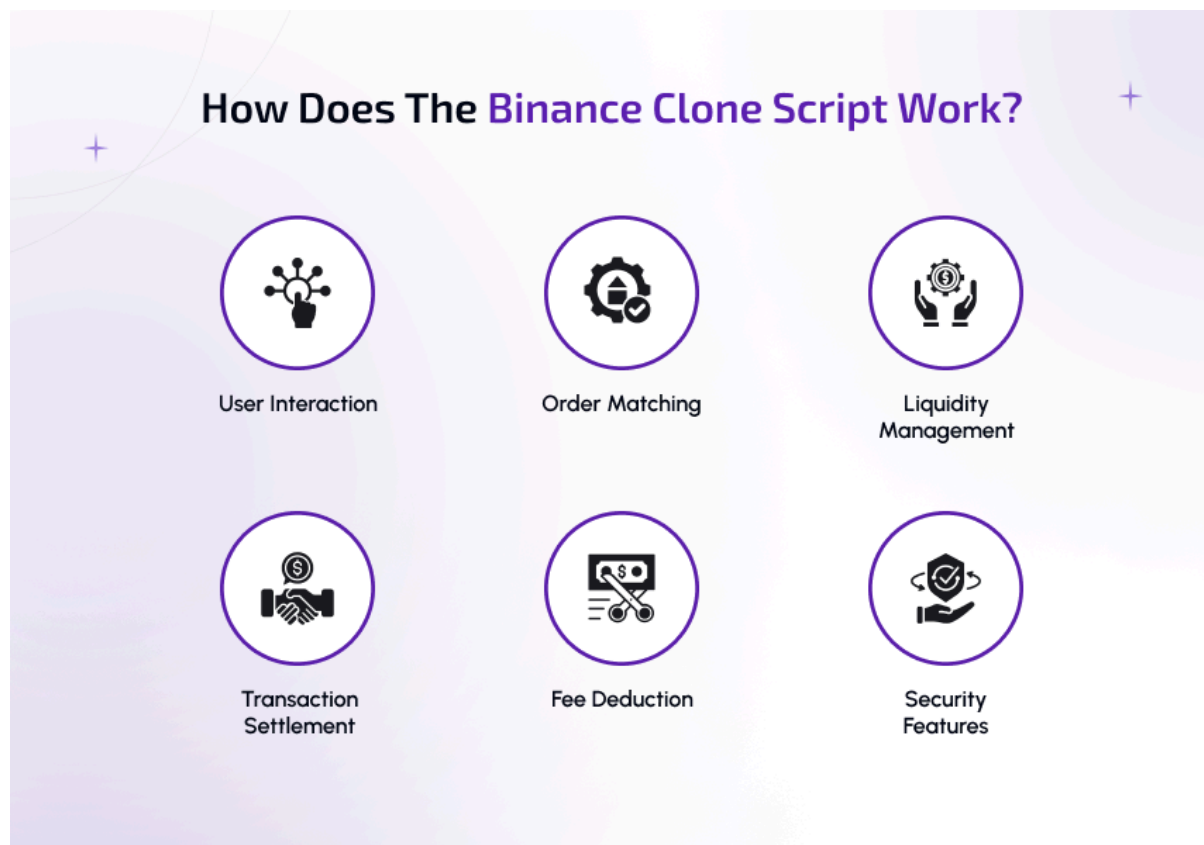 How Does The Binance Clone Script Work?
User Interaction
Order Matching
Liquidity
Management
Transaction
Settlement
Fee Deduction
Security
Features